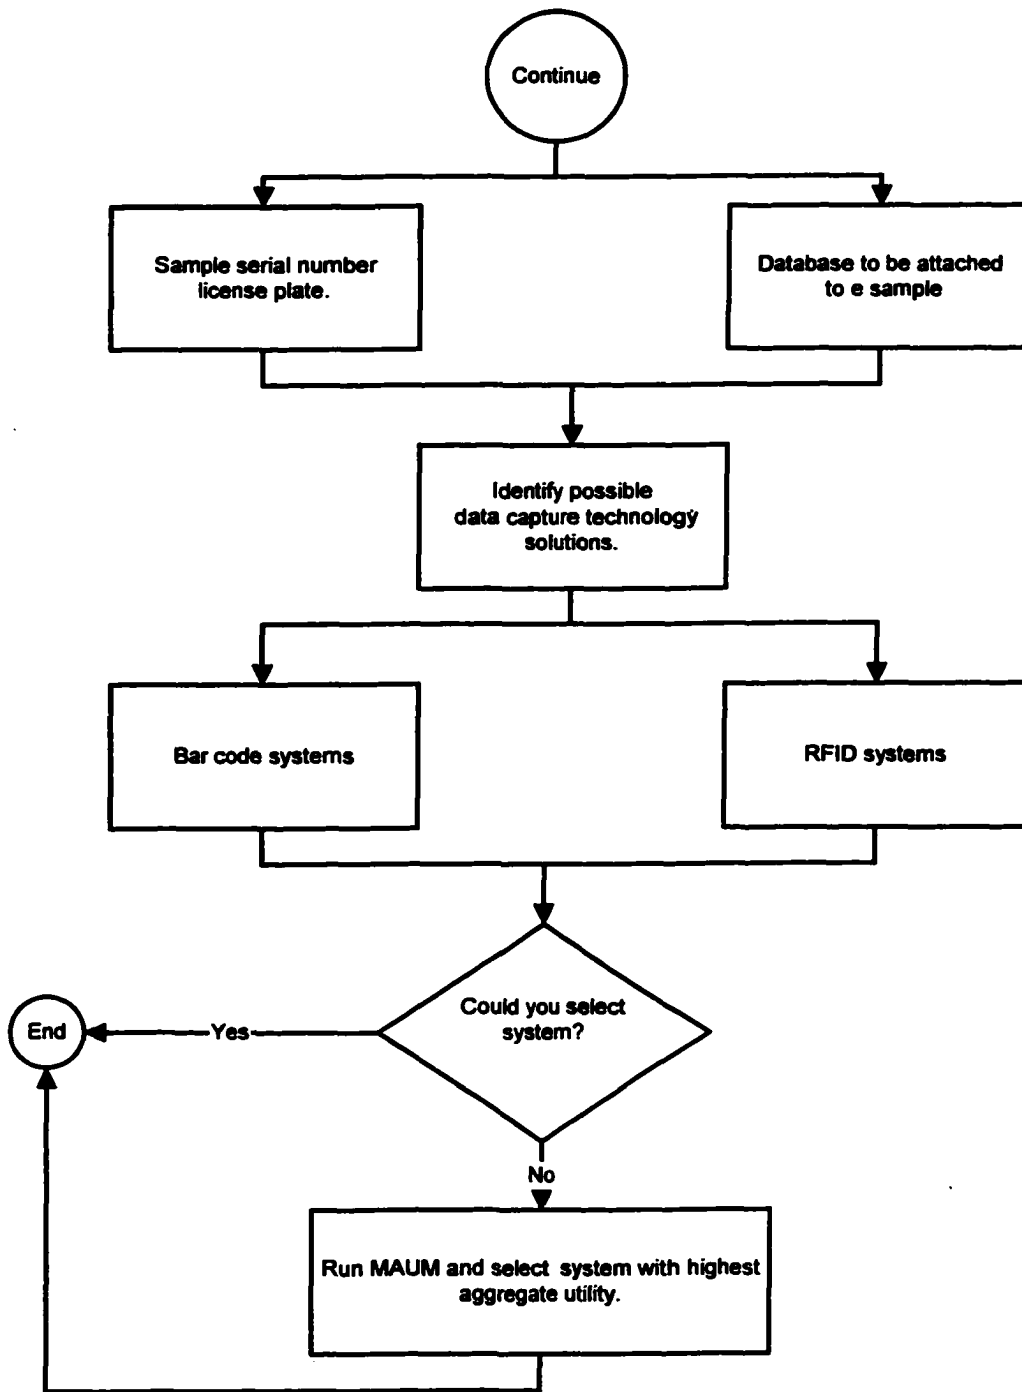 Continue
Sample serial number
license plate.
Database to be attached
to e sample
Identify possible
data capture technology
solutions.
Bar code systems
RFID systems
Could you select
system?
End
Yes
No
Run MAUM and select system with highest
aggregate utility.